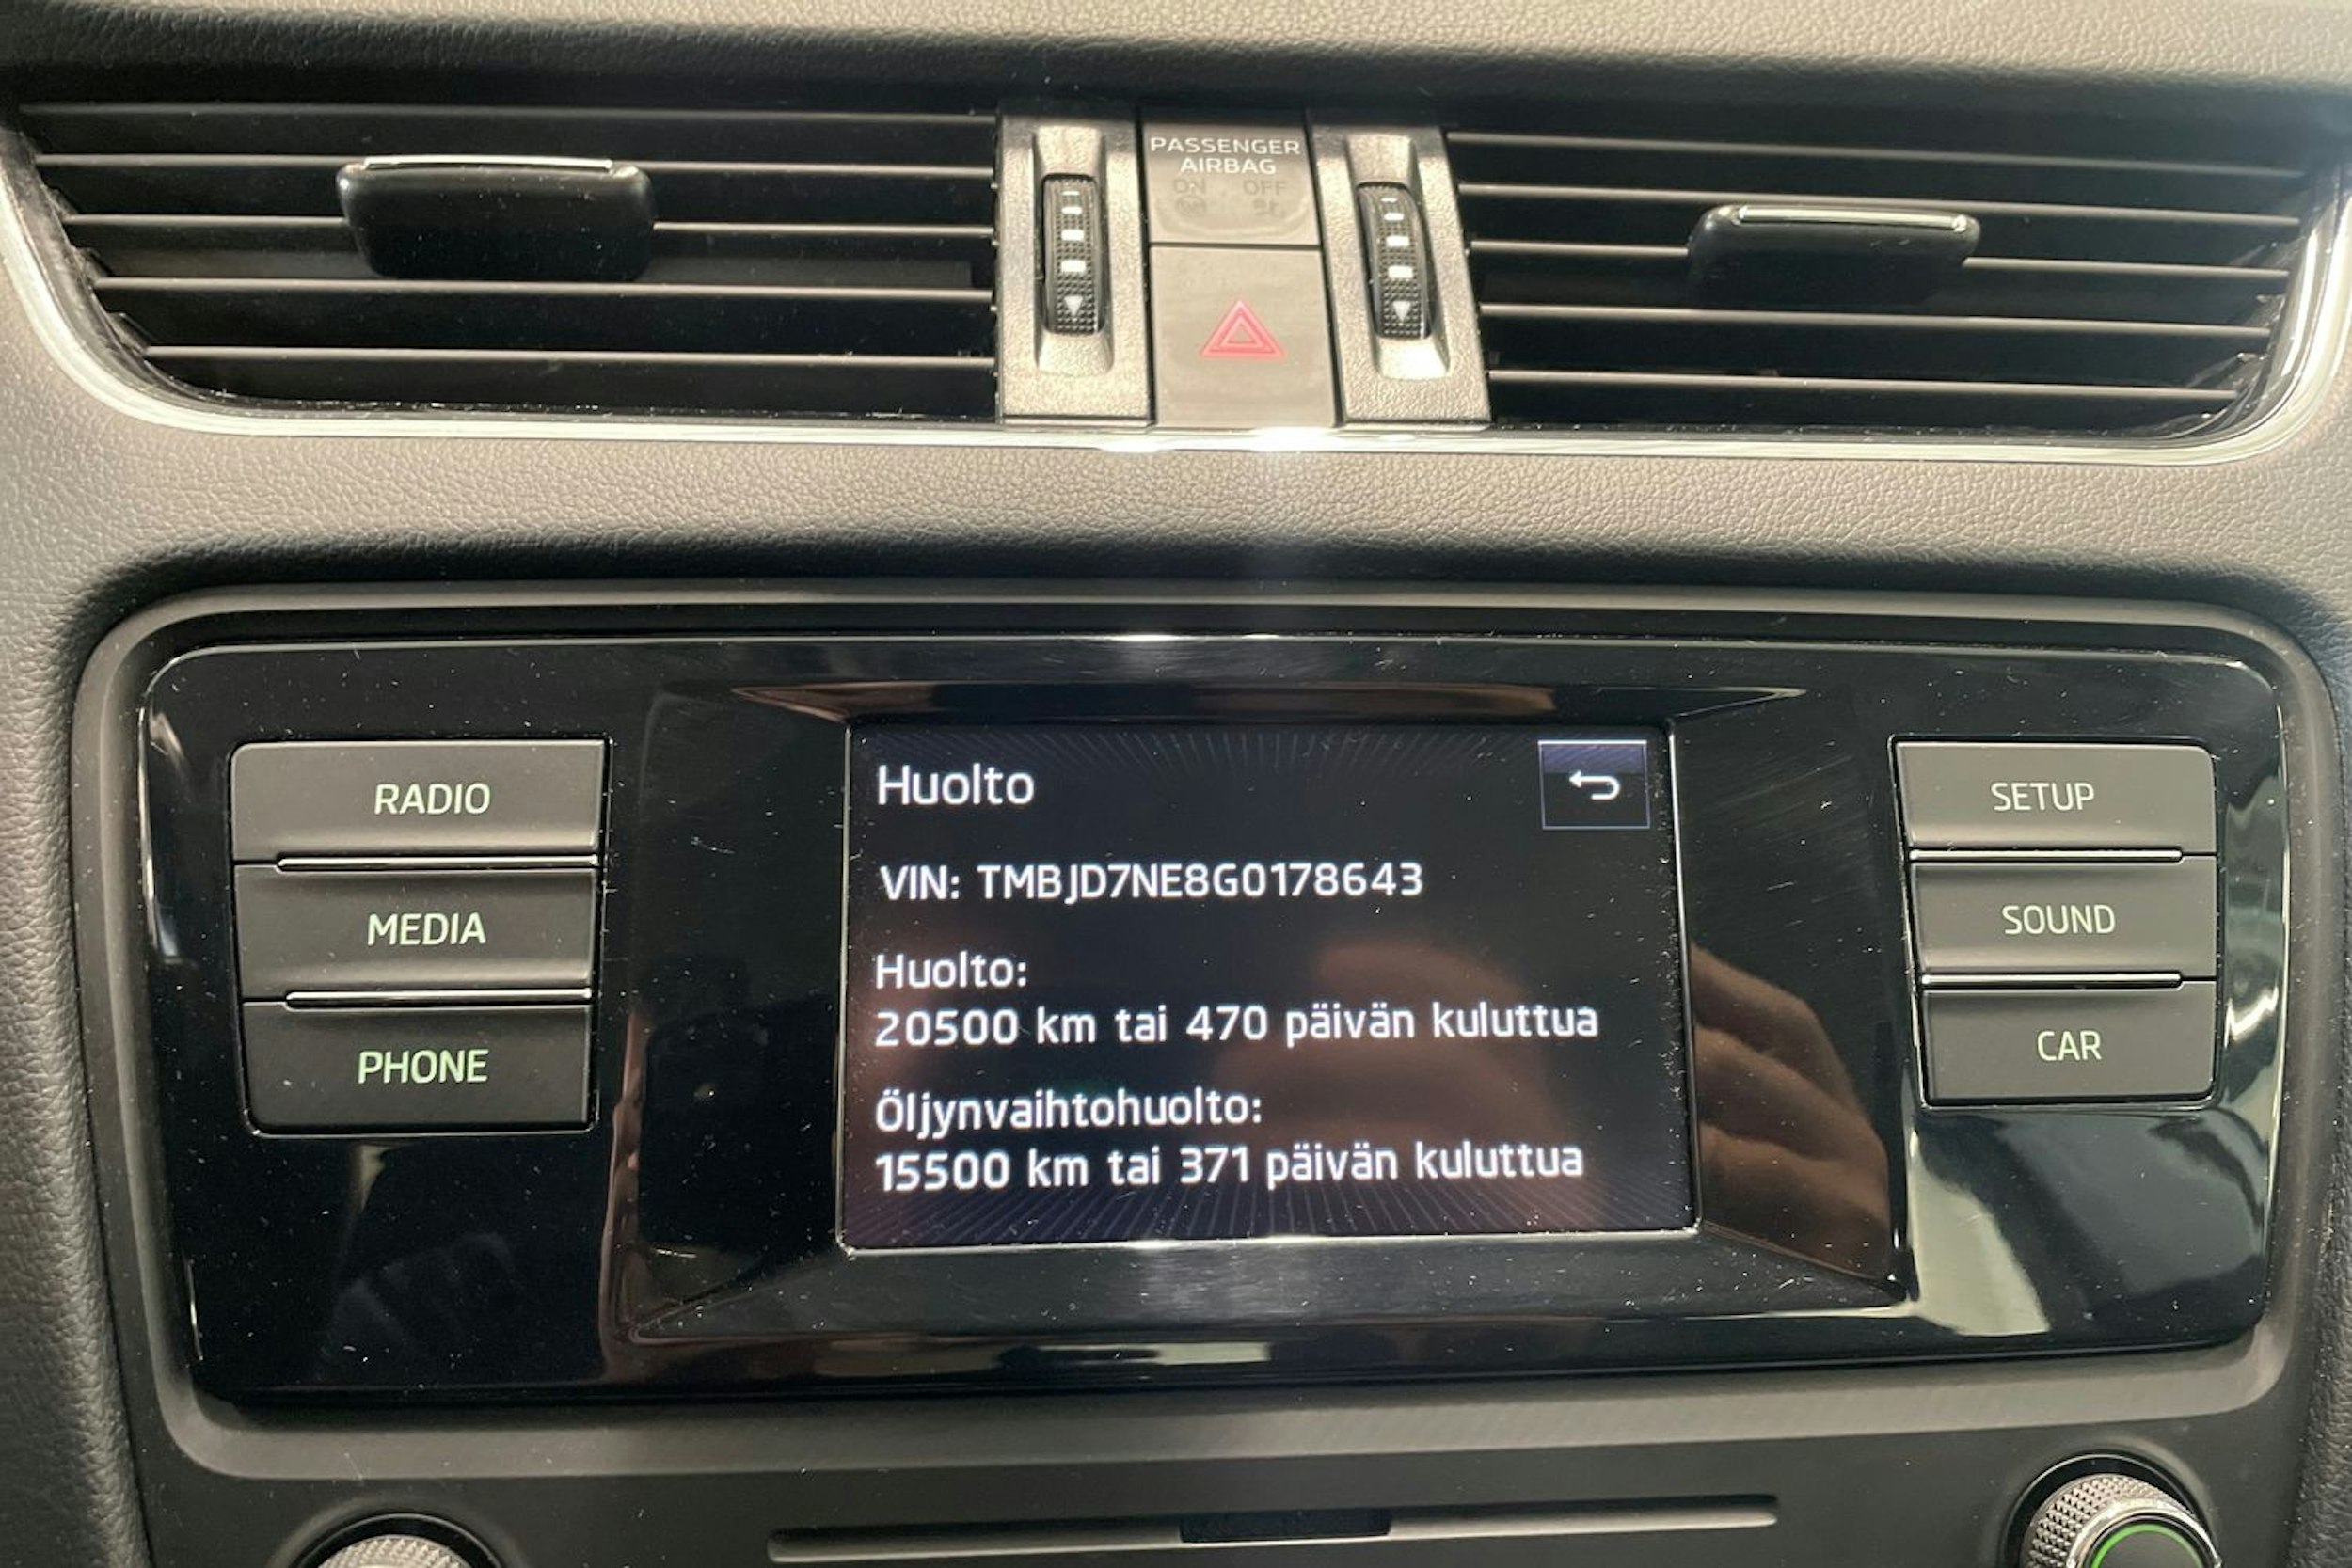 PASSENGER
AIRBAG
ON OFF
RADIO
MEDIA
PHONE
Huolto
VIN: TMBJD7NE8G0178643
Huolto:
20500 km tai 470 päivän kuluttua
Öljynvaihtohuolto:
15500 km tai 371 päivän kuluttua
SETUP
SOUND
CAR